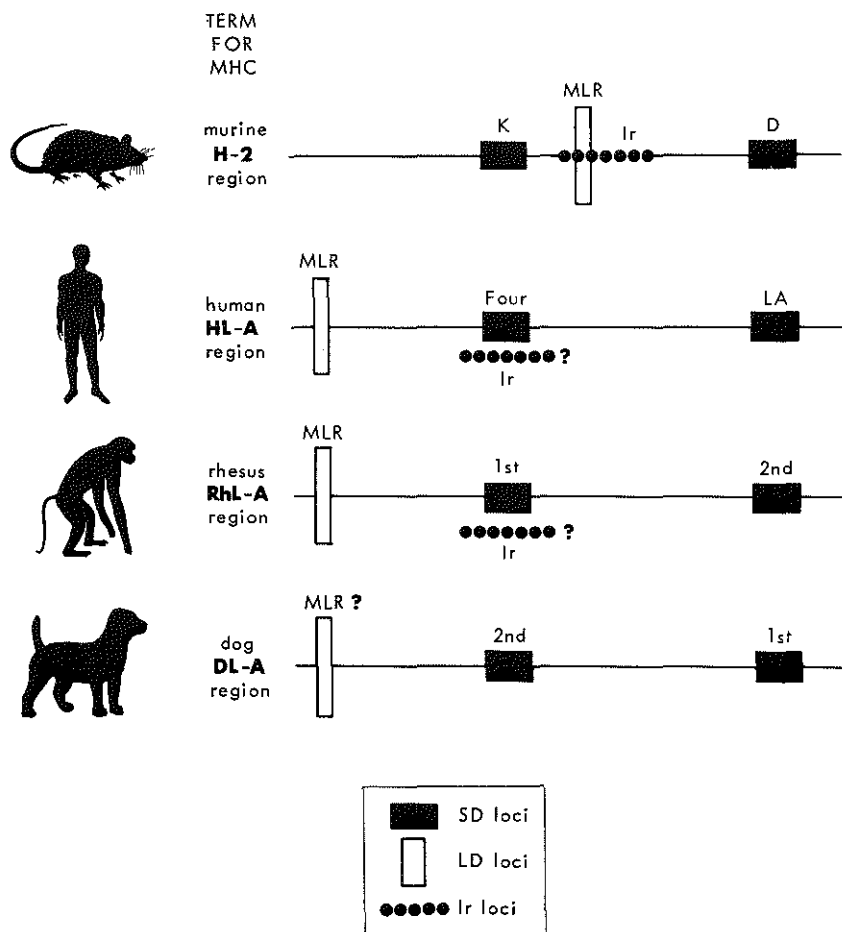 TERM
FOR
MHC
murine
H-2
region
K
MLR
Ir
D
human
HL-A
region
MLR
Four
LA
?
Ir
rhesus
RhL-A
region
MLR
1st
2nd
?
Ir
dog
DL-A
region
MLR ?
2nd
1st
SD loci
LD loci
Ir loci